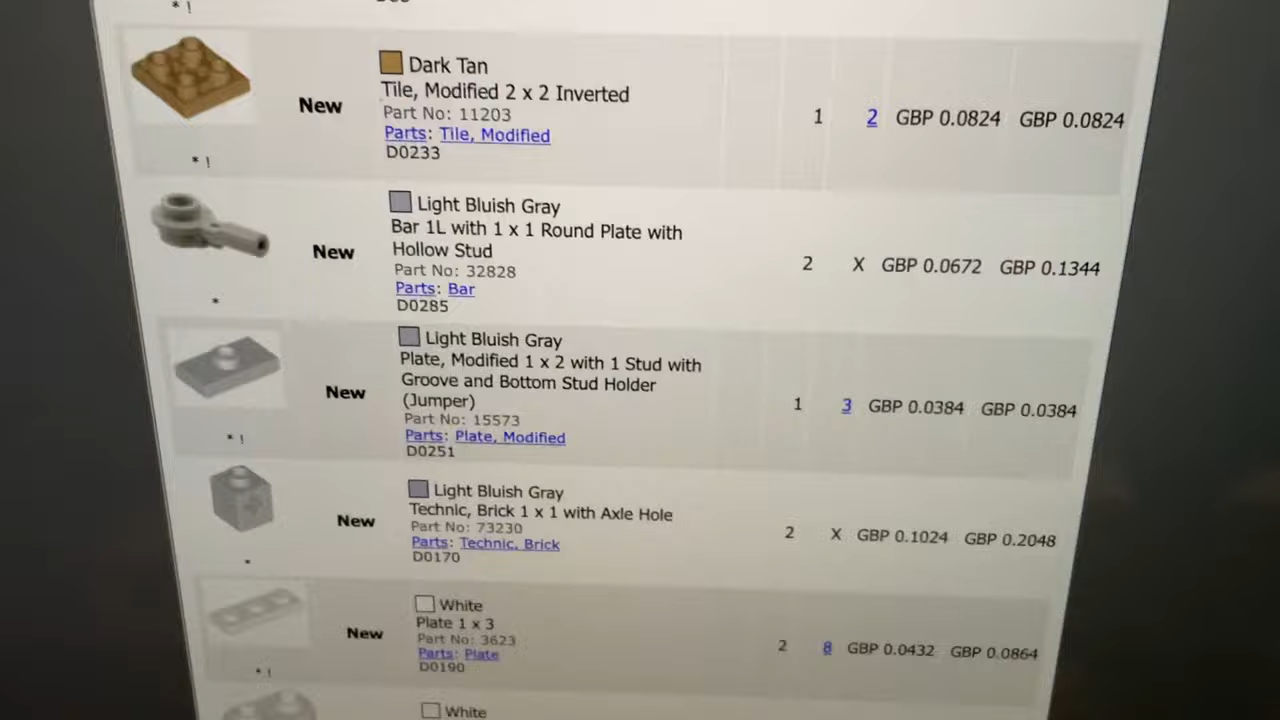 * !
Dark Tan
Tile, Modified 2 x 2 Inverted
New
Part No: 11203
1 2 GBP 0.0824 GBP 0.0824
Parts: Tile, Modified
D0233
* !
Light Bluish Gray
Bar 1L with 1 x 1 Round Plate with
Hollow Stud
New
2 X GBP 0.0672 GBP 0.1344
Part No: 32828
Parts: Bar
D0285
*
Light Bluish Gray
Plate, Modified 1 x 2 with 1 Stud with
Groove and Bottom Stud Holder
New
(Jumper)
1 3 GBP 0.0384 GBP 0.0384
Part No: 15573
Parts: Plate, Modified
D0251
* !
Light Bluish Gray
Technic, Brick 1 x 1 with Axle Hole
New
Part No: 73230
2 X GBP 0.1024 GBP 0.2048
Parts: Technic, Brick
D0170
*
White
Plate 1 x 3
New
Part No: 3623
2 8 GBP 0.0432 GBP 0.0864
Parts: Plate
D0190
* !
White